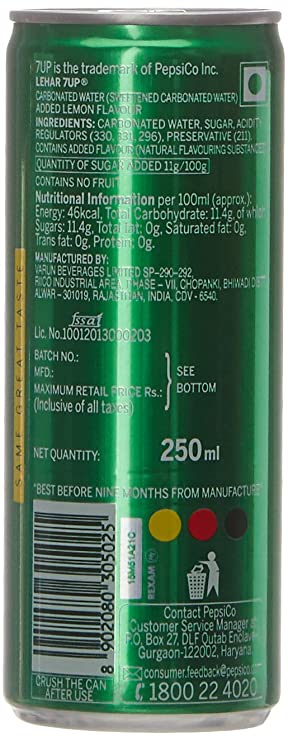 7UP is the trademark of PepsiCo Inc.
LEHAR 7UP®
CARBONATED WATER (SWEETENED CARBONATED WATER)
ADDED LEMON FLAVOUR
INGREDIENTS: CARBONATED WATER, SUGAR, ACIDITY
REGULATORS (330, 331, 296), PRESERVATIVE (211).
CONTAINS ADDED FLAVOUR (NATURAL FLAVOURING SUBSTANCES)
QUANTITY OF SUGAR ADDED 11g/100g
CONTAINS NO FRUIT
Nutritional Information per 100ml (approx.):
Energy: 46kcal, Total Carbohydrate: 11.4g, of which
Sugars: 11.4g, Total fat: 0g, Saturated fat: 0g,
Trans fat: 0g, Protein: 0g.
MANUFACTURED BY:
VARUN BEVERAGES LIMITED SP-290-292,
RIICO INDUSTRIAL AREA, PHASE - VII, CHOPANKI, BHIWADI DIST
ALWAR - 301019, RAJASTHAN, INDIA, CDV - 6540.
fssai
Lic. No.10012013000203
BATCH NO.:
MFD.:
MAXIMUM RETAIL PRICE Rs.:
(Inclusive of all taxes)
SEE
BOTTOM
NET QUANTITY: 250ml
*BEST BEFORE NINE MONTHS FROM MANUFACTURE
SAME GREAT TASTE
8 902080 305025
15M51A21C
REXAM
CRUSH THE CAN
AFTER USE
Contact PepsiCo
Customer Service Manager at
P.O. Box 27, DLF Qutab Enclave
Gurgaon-122002, Haryana
consumer.feedback@pepsico.
1800 22 4020